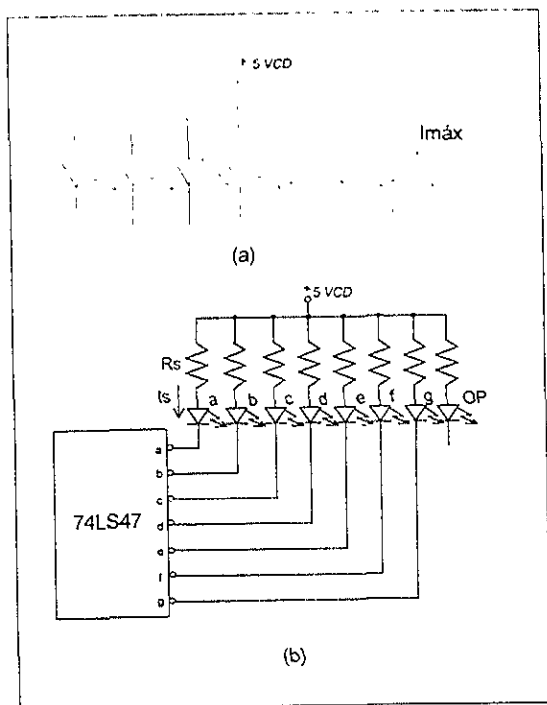 + 5 VCD
Imáx
(a)
+ 5 VCD
Rs
Is
a b c d e f g OP
74LS47
a
b
c
d
e
f
g
(b)